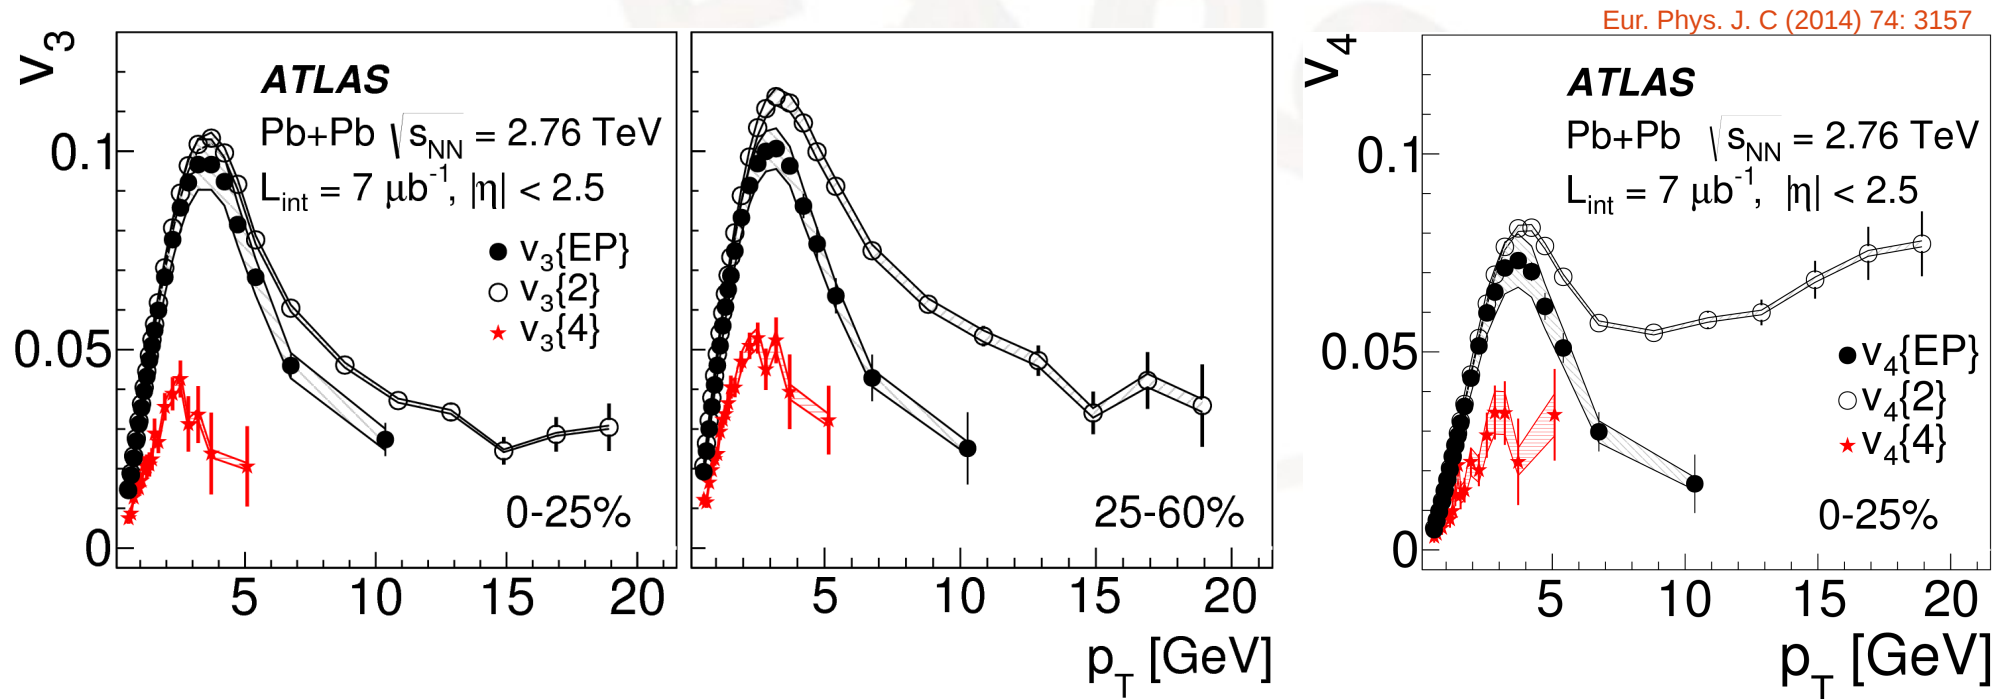 Eur. Phys. J. C (2014) 74: 3157
v3
ATLAS
Pb+Pb √sNN = 2.76 TeV
Lint = 7 μb-1, |η| < 2.5
v3{EP}
v3{2}
v3{4}
0-25%
0.1
0.05
0
5 10 15 20
25-60%
5 10 15 20
pT [GeV]
v4
ATLAS
Pb+Pb √sNN = 2.76 TeV
Lint = 7 μb-1, |η| < 2.5
v4{EP}
v4{2}
v4{4}
0-25%
0.1
0.05
0
5 10 15 20
pT [GeV]